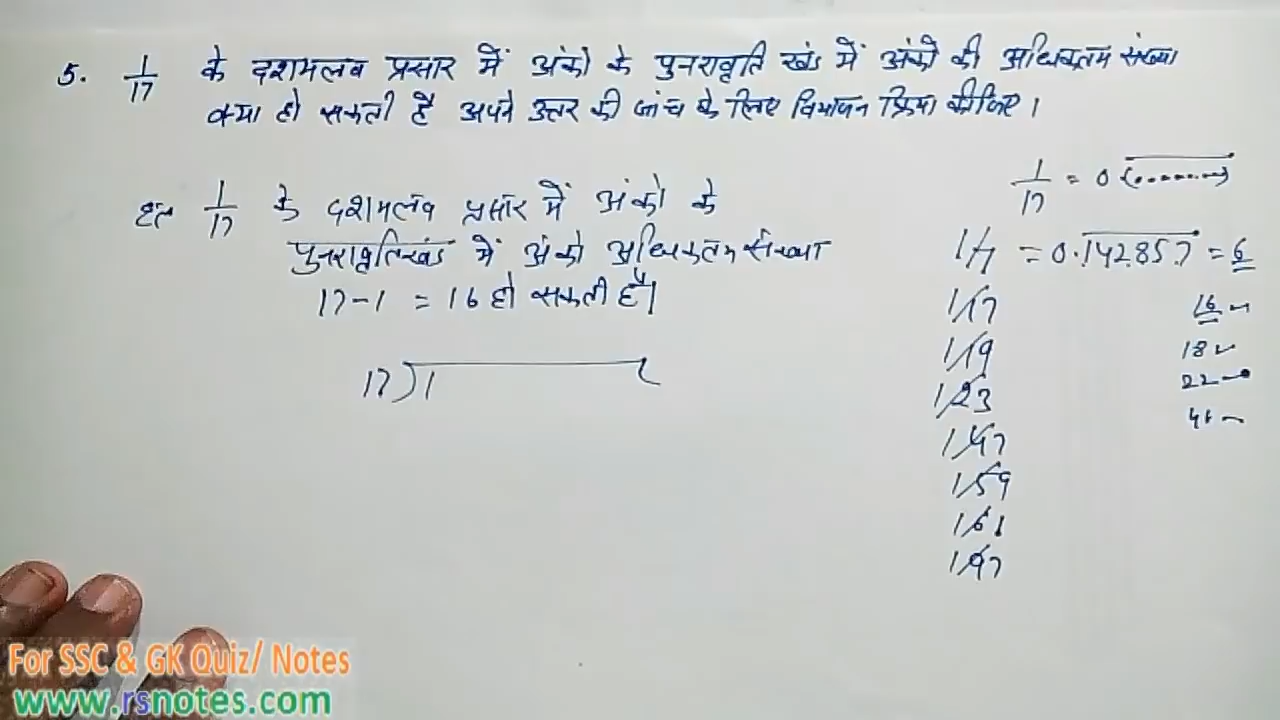 5. 1/17 के दशमलव प्रसार में अंको के पुनरावृति खंड में अंको की अधिकतम संख्या
क्या हो सकती है अपने उत्तर की जांच के लिए विभाजन क्रिया कीजिए।
हल 1/17 के दशमलव प्रसार में अंको के
पुनरावृतिखंड में अंको अधिकतम संख्या
17-1 = 16 हो सकती है।
17)1
1/17 = 0.(........)
1/7 = 0.142857 = 6
1/17 16
1/19 18
1/23 22
1/47
1/59
1/61
1/97
For SSC & GK Quiz/ Notes
www.rsnotes.com